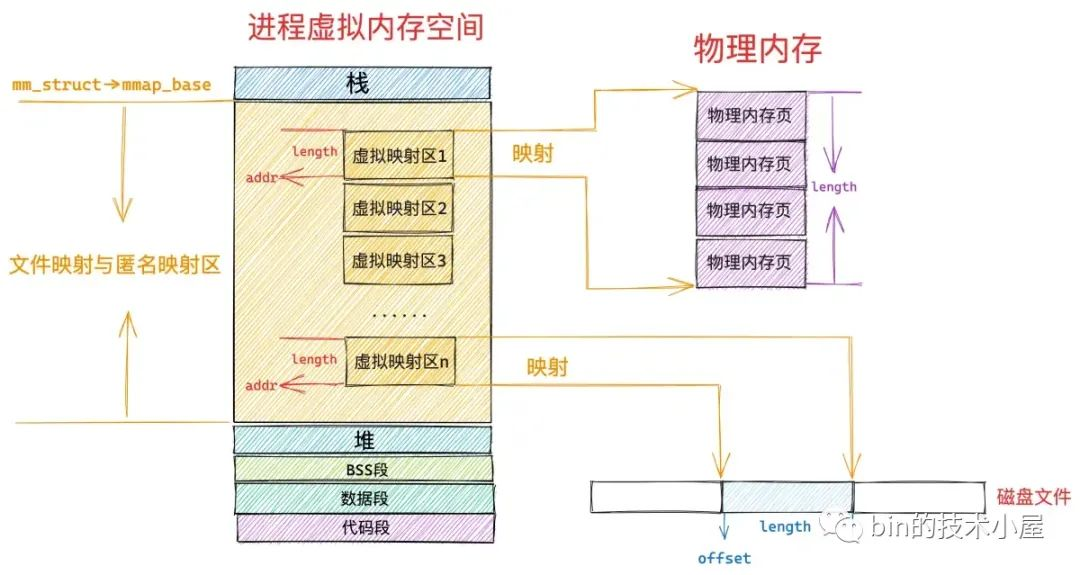 进程虚拟内存空间
物理内存
mm_struct→mmap_base
栈
length
虚拟映射区1
addr
虚拟映射区2
虚拟映射区3
......
文件映射与匿名映射区
length
虚拟映射区n
addr
映射
映射
物理内存页
物理内存页
物理内存页
物理内存页
length
堆
BSS段
数据段
代码段
磁盘文件
length
offset
bin的技术小屋